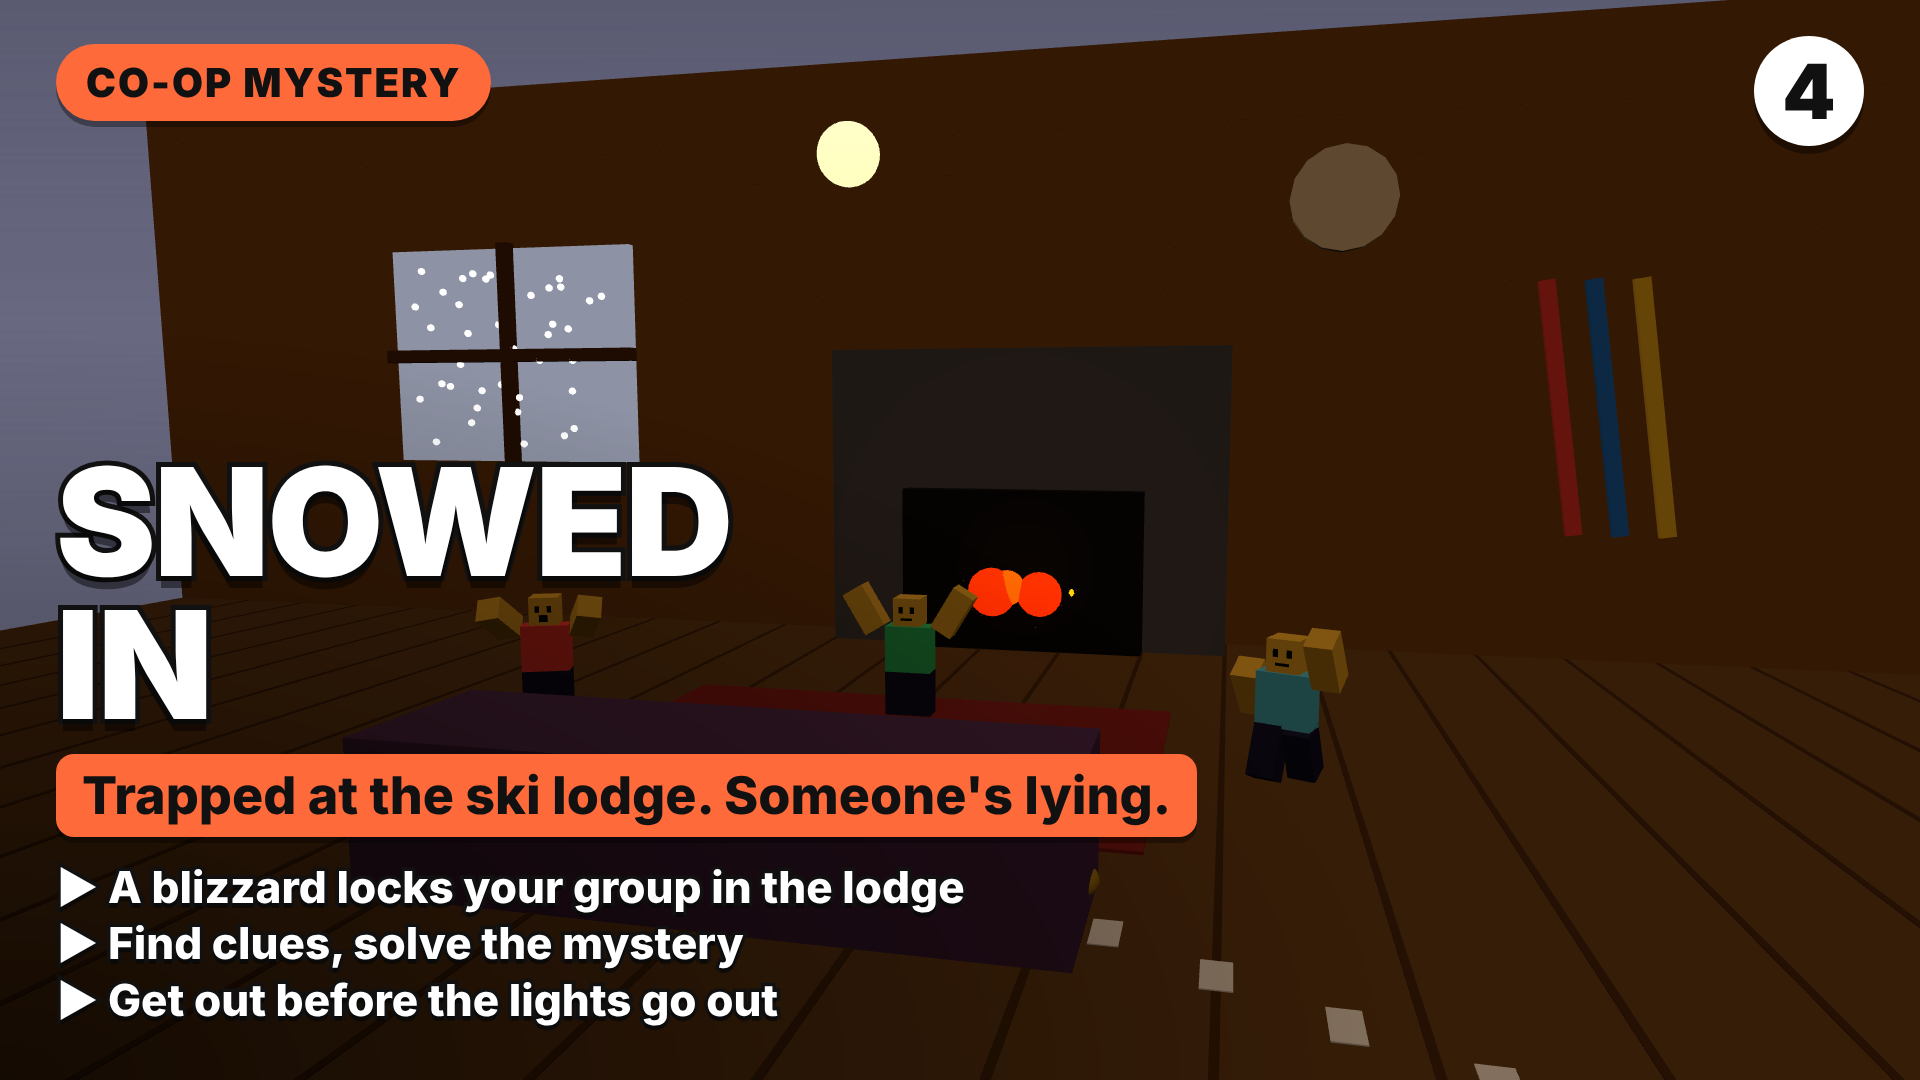 CO-OP MYSTERY
4
SNOWED
IN
Trapped at the ski lodge. Someone's lying.
▶ A blizzard locks your group in the lodge
▶ Find clues, solve the mystery
▶ Get out before the lights go out